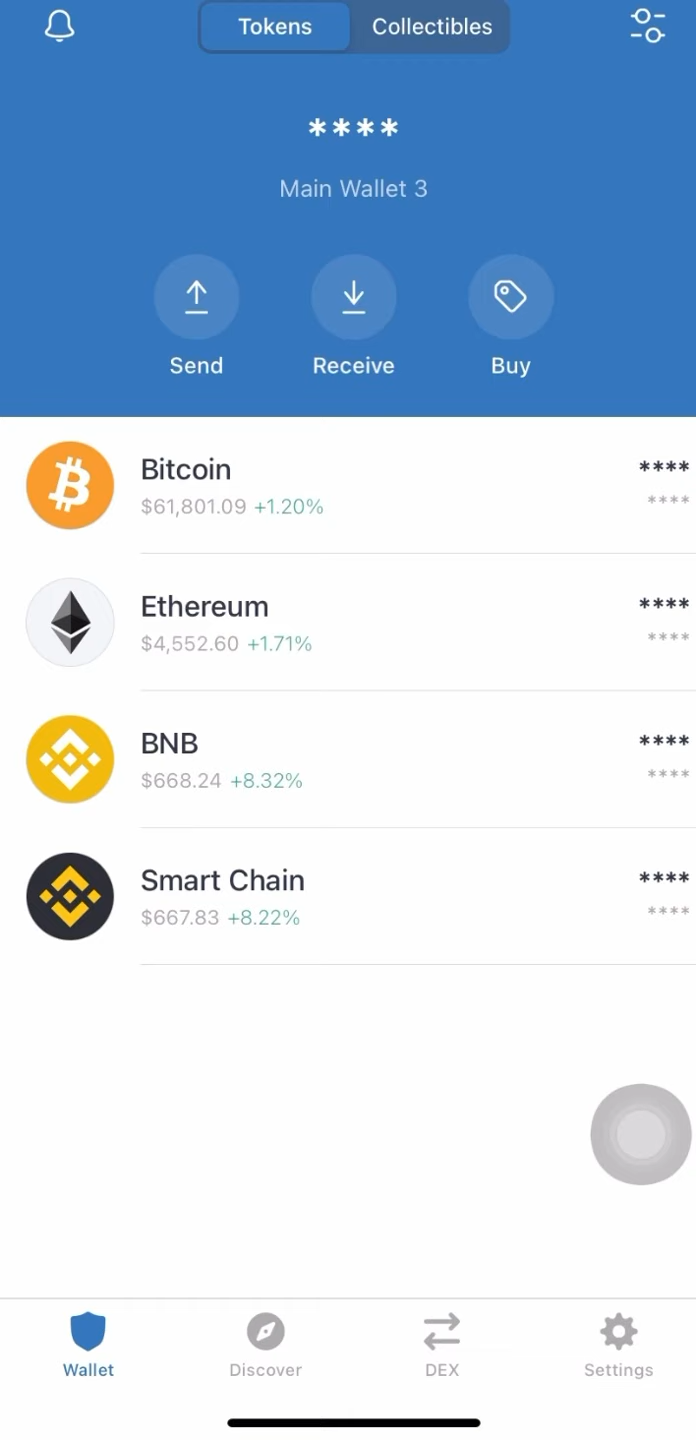 Tokens Collectibles
****
Main Wallet 3
Send Receive Buy
Bitcoin ****
$61,801.09 +1.20% ****
Ethereum ****
$4,552.60 +1.71% ****
BNB ****
$668.24 +8.32% ****
Smart Chain ****
$667.83 +8.22% ****
Wallet Discover DEX Settings